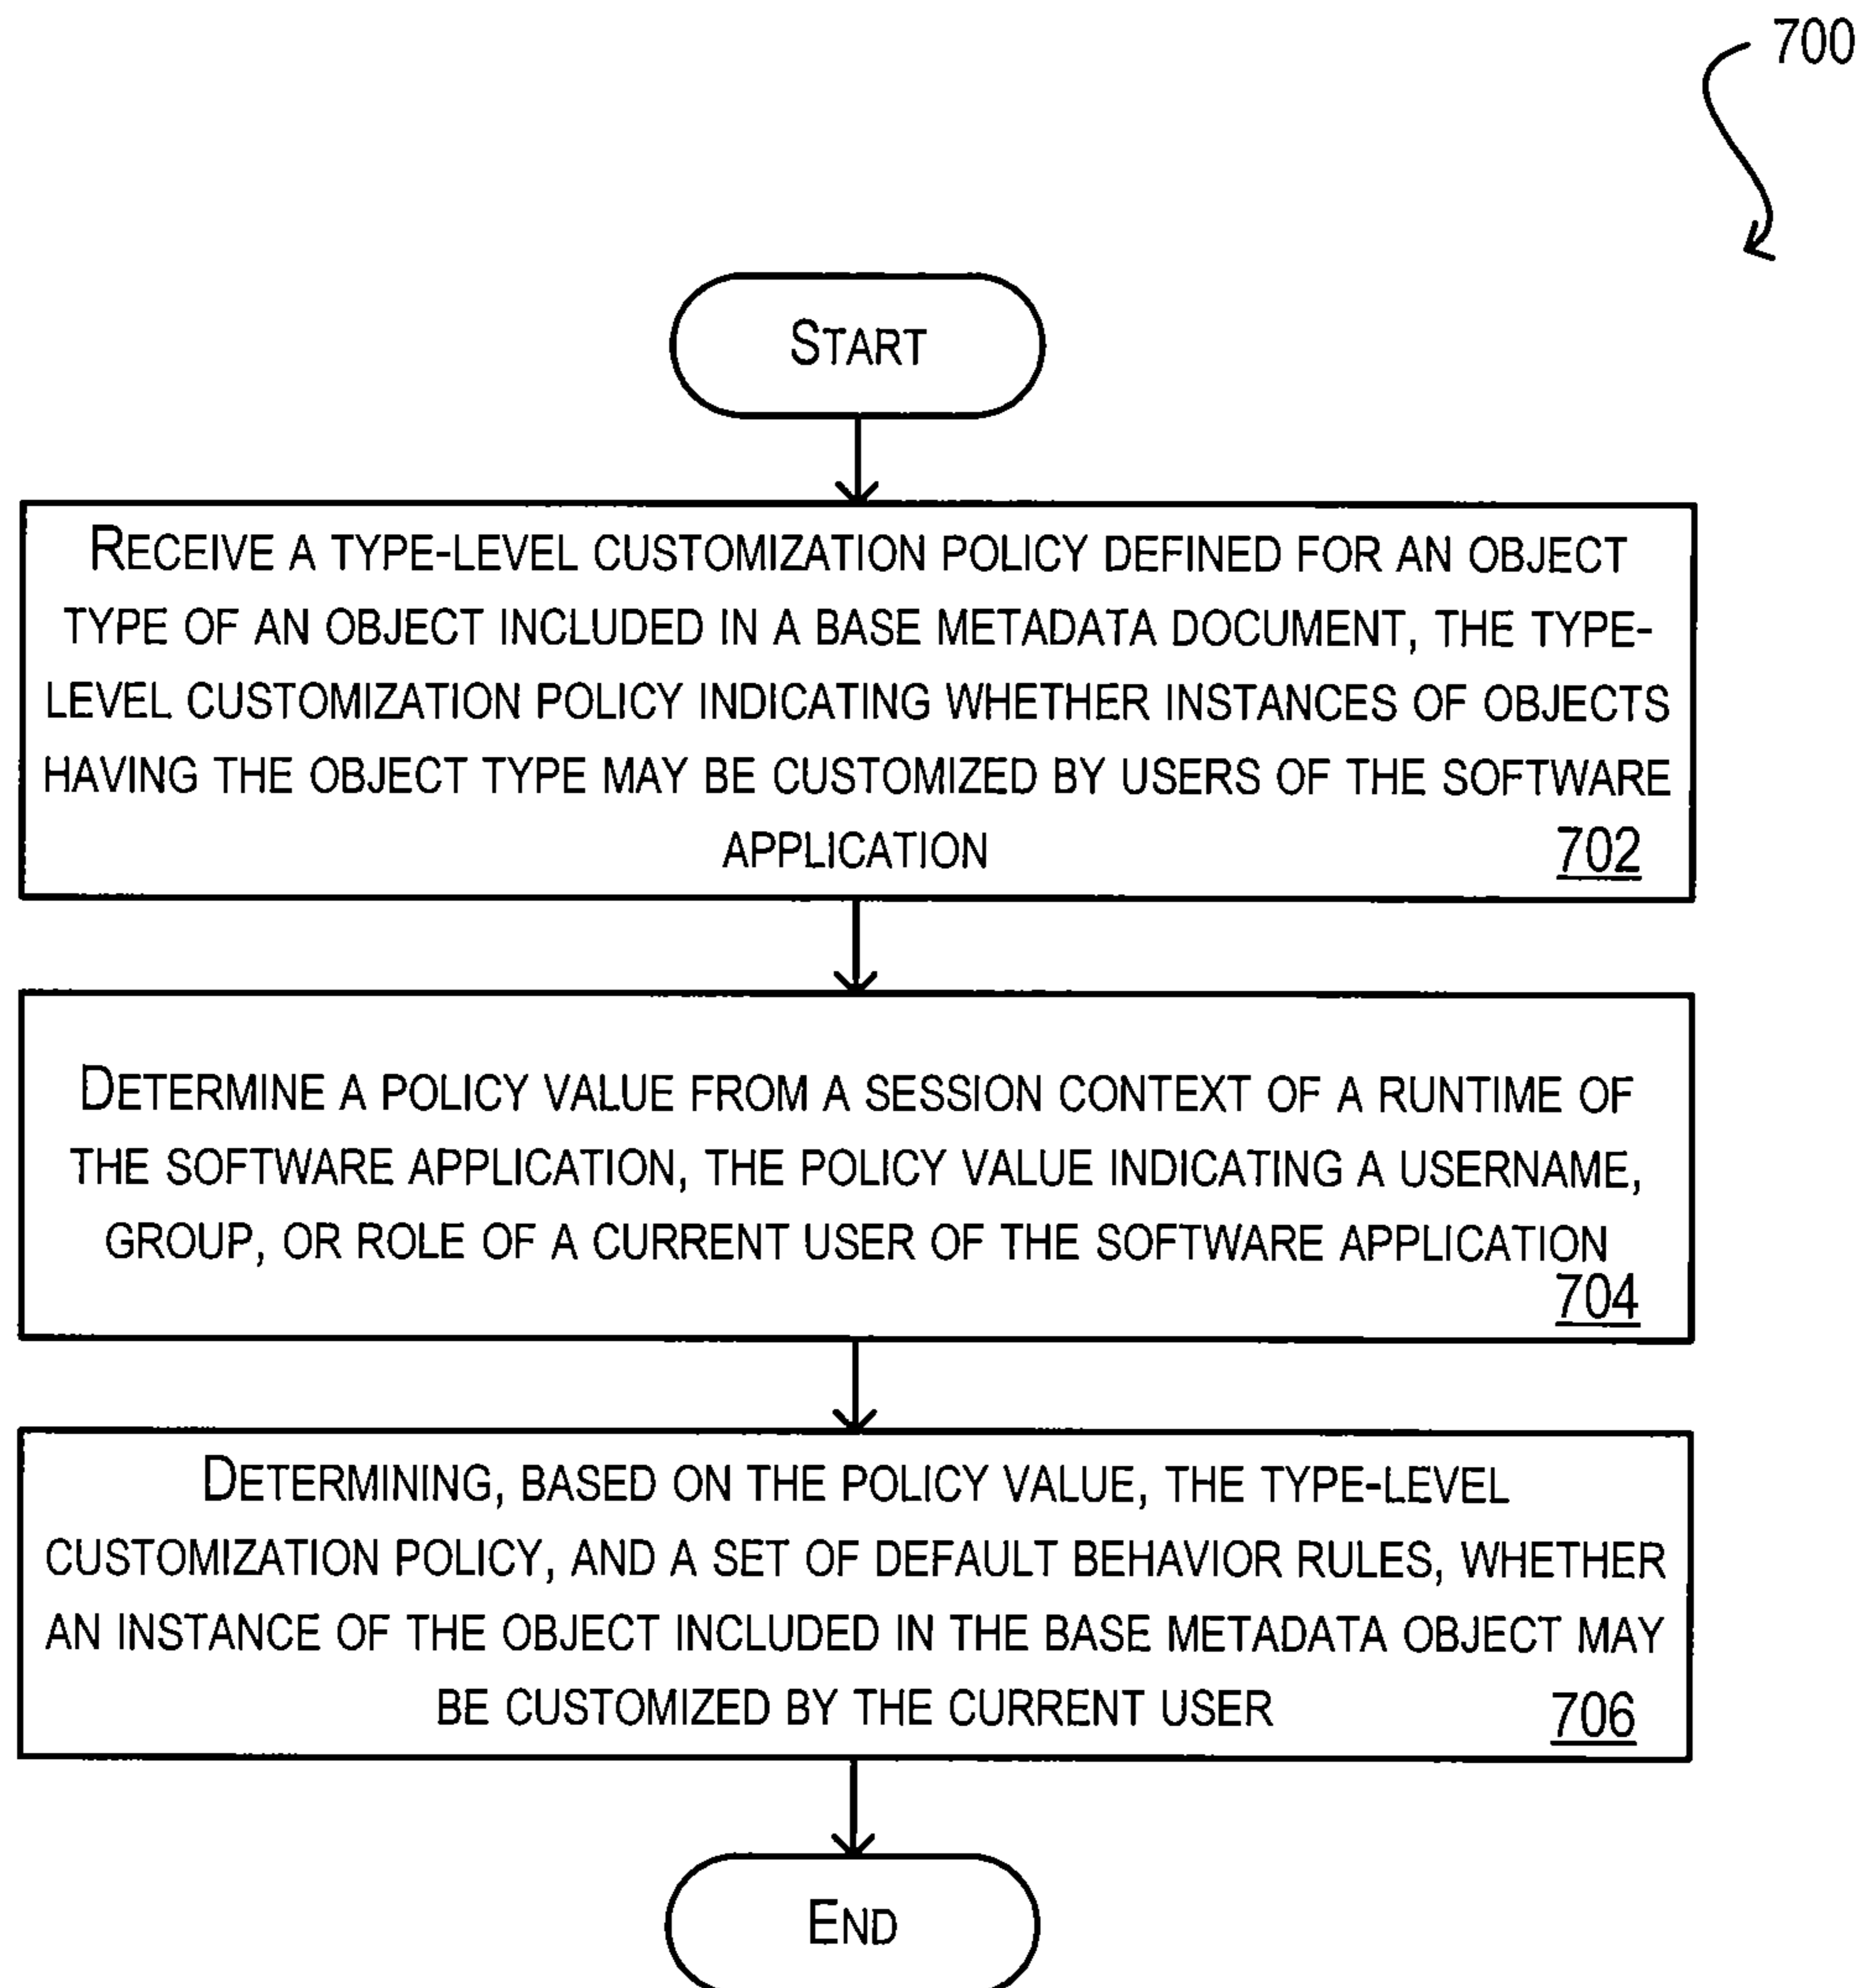 700
START
RECEIVE A TYPE-LEVEL CUSTOMIZATION POLICY DEFINED FOR AN OBJECT
TYPE OF AN OBJECT INCLUDED IN A BASE METADATA DOCUMENT, THE TYPE-
LEVEL CUSTOMIZATION POLICY INDICATING WHETHER INSTANCES OF OBJECTS
HAVING THE OBJECT TYPE MAY BE CUSTOMIZED BY USERS OF THE SOFTWARE
APPLICATION
702
DETERMINE A POLICY VALUE FROM A SESSION CONTEXT OF A RUNTIME OF
THE SOFTWARE APPLICATION, THE POLICY VALUE INDICATING A USERNAME,
GROUP, OR ROLE OF A CURRENT USER OF THE SOFTWARE APPLICATION
704
DETERMINING, BASED ON THE POLICY VALUE, THE TYPE-LEVEL
CUSTOMIZATION POLICY, AND A SET OF DEFAULT BEHAVIOR RULES, WHETHER
AN INSTANCE OF THE OBJECT INCLUDED IN THE BASE METADATA OBJECT MAY
BE CUSTOMIZED BY THE CURRENT USER
706
END